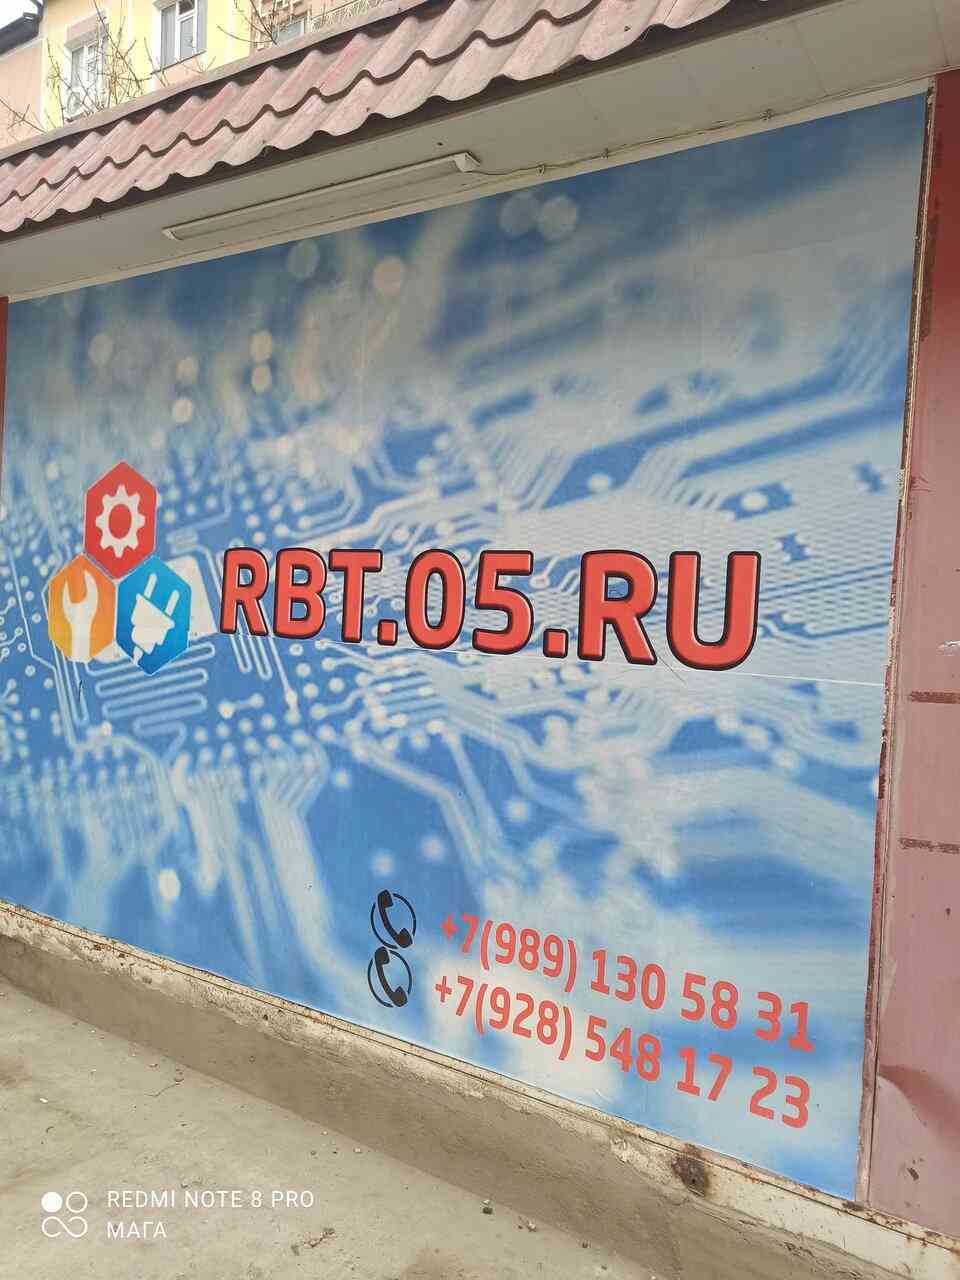 RBT.05.RU
+7(989) 130 58 31
+7(928) 548 17 23
REDMI NOTE 8 PRO
МАГА